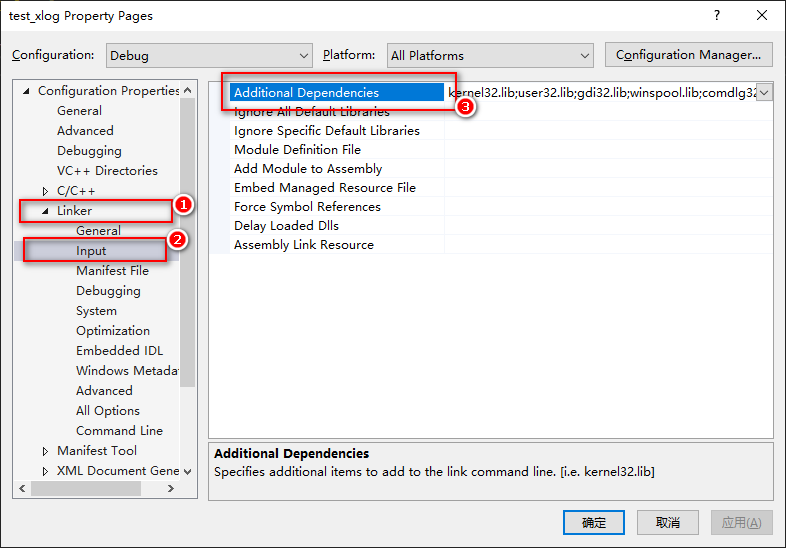 test_xlog Property Pages
Configuration: Debug Platform: All Platforms Configuration Manager...
Configuration Properties
General
Advanced
Debugging
VC++ Directories
C/C++
Linker
1
General
Input
2
Manifest File
Debugging
System
Optimization
Embedded IDL
Windows Metada
Advanced
All Options
Command Line
Manifest Tool
XML Document Gene
Additional Dependencies kernel32.lib;user32.lib;gdi32.lib;winspool.lib;comdlg32
3
Ignore All Default Libraries
Ignore Specific Default Libraries
Module Definition File
Add Module to Assembly
Embed Managed Resource File
Force Symbol References
Delay Loaded Dlls
Assembly Link Resource
Additional Dependencies
Specifies additional items to add to the link command line. [i.e. kernel32.lib]
确定 取消 应用(A)